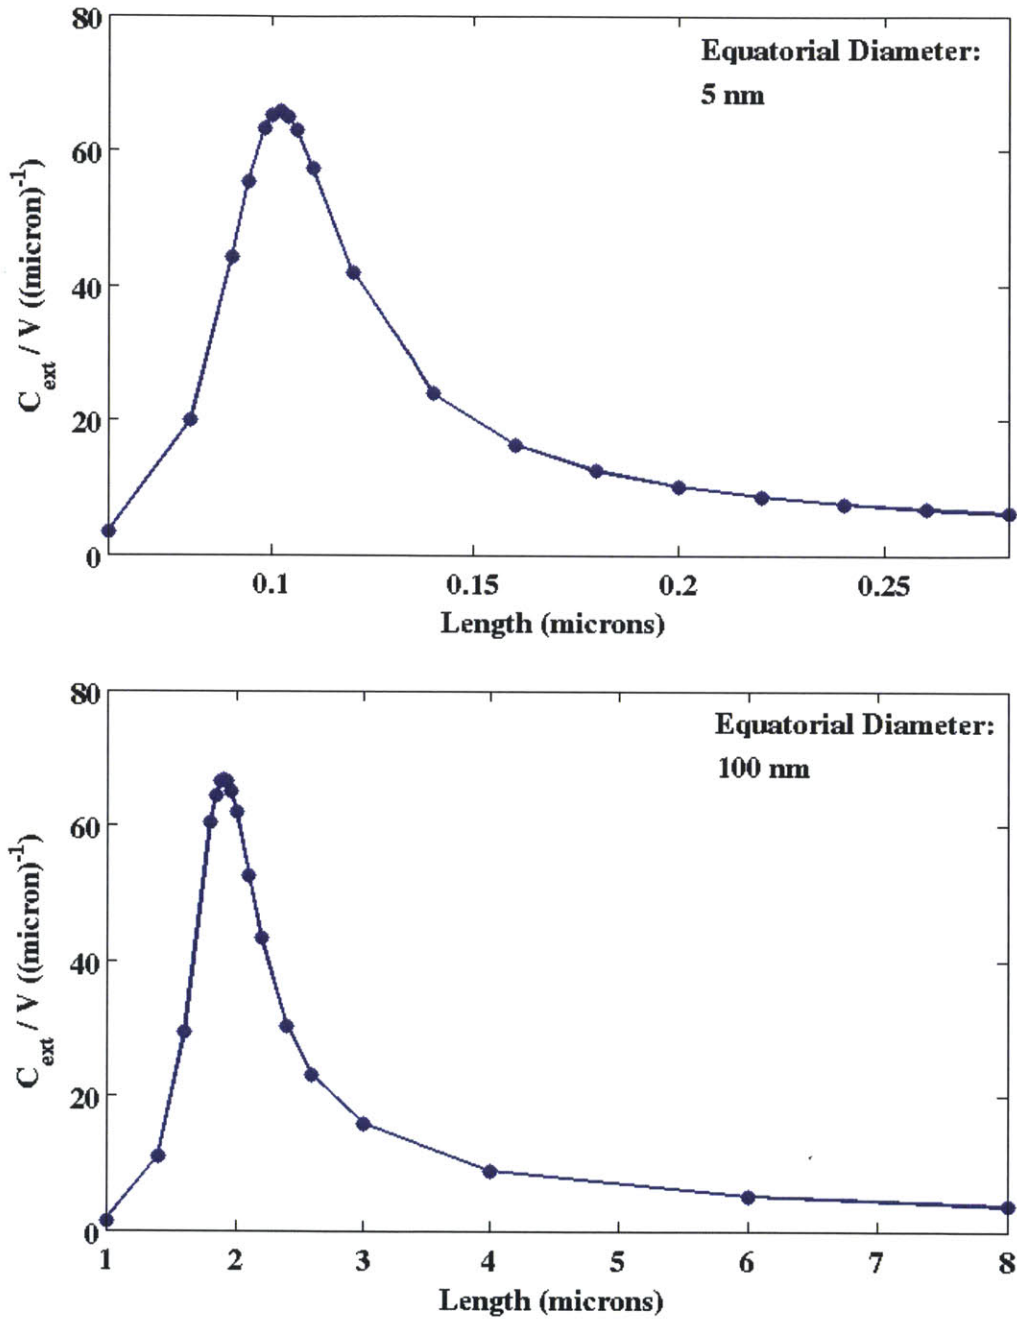 80
60
40
20
0
C_ext / V ((micron)^-1)
Equatorial Diameter:
5 nm
0.1 0.15 0.2 0.25
Length (microns)
80
60
40
20
0
C_ext / V ((micron)^-1)
Equatorial Diameter:
100 nm
1 2 3 4 5 6 7 8
Length (microns)